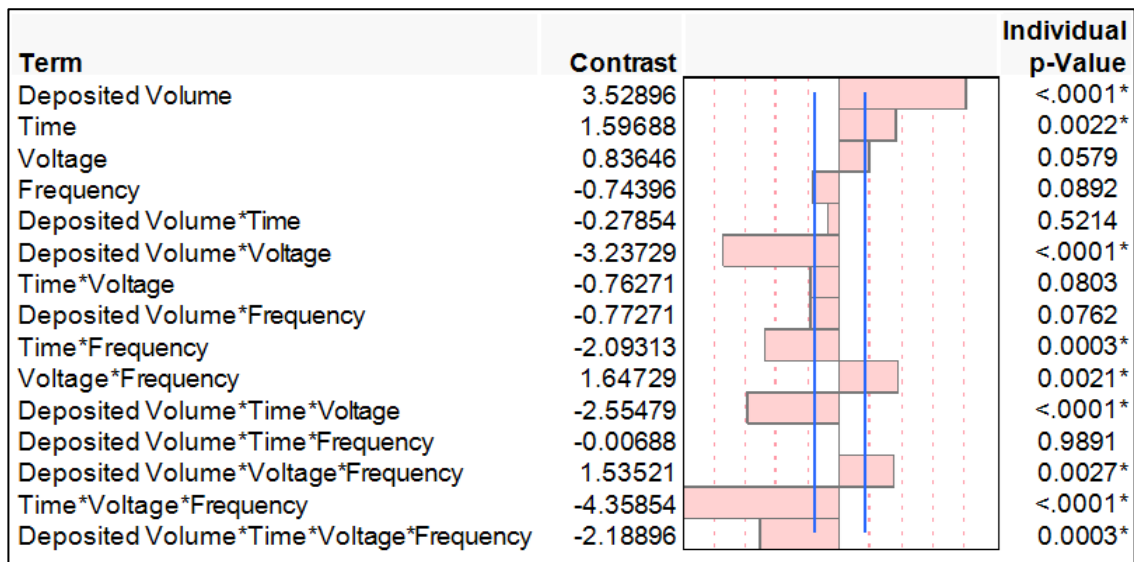 Individual
Term Contrast p-Value
Deposited Volume 3.52896 <.0001*
Time 1.59688 0.0022*
Voltage 0.83646 0.0579
Frequency -0.74396 0.0892
Deposited Volume*Time -0.27854 0.5214
Deposited Volume*Voltage -3.23729 <.0001*
Time*Voltage -0.76271 0.0803
Deposited Volume*Frequency -0.77271 0.0762
Time*Frequency -2.09313 0.0003*
Voltage*Frequency 1.64729 0.0021*
Deposited Volume*Time*Voltage -2.55479 <.0001*
Deposited Volume*Time*Frequency -0.00688 0.9891
Deposited Volume*Voltage*Frequency 1.53521 0.0027*
Time*Voltage*Frequency -4.35854 <.0001*
Deposited Volume*Time*Voltage*Frequency -2.18896 0.0003*